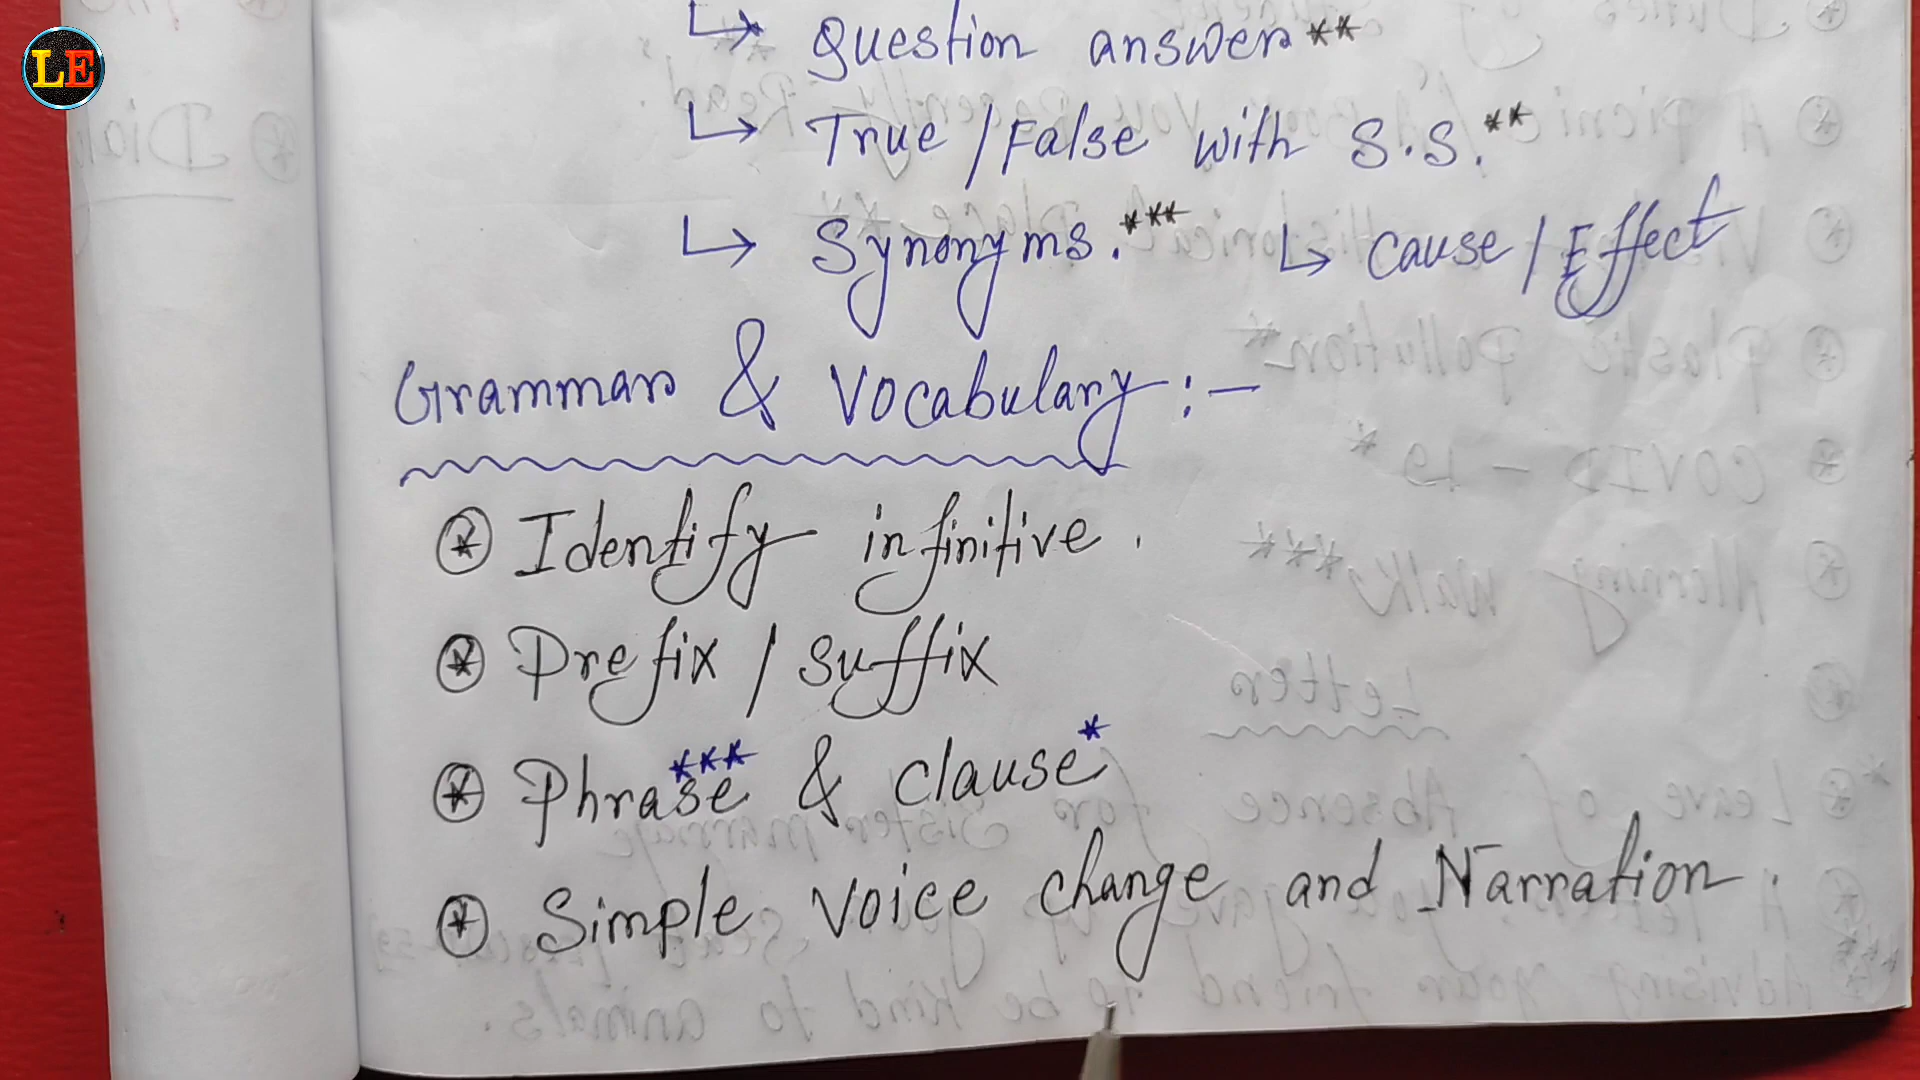 LE
↳ Question answer**
↳ True / False with S.S.**
↳ Synonyms.*** ↳ Cause / Effect
Grammar & Vocabulary :-
⊛ Identify infinitive.
⊛ Prefix / Suffix
⊛ Phrase*** & clause*
⊛ Simple Voice change and Narration.